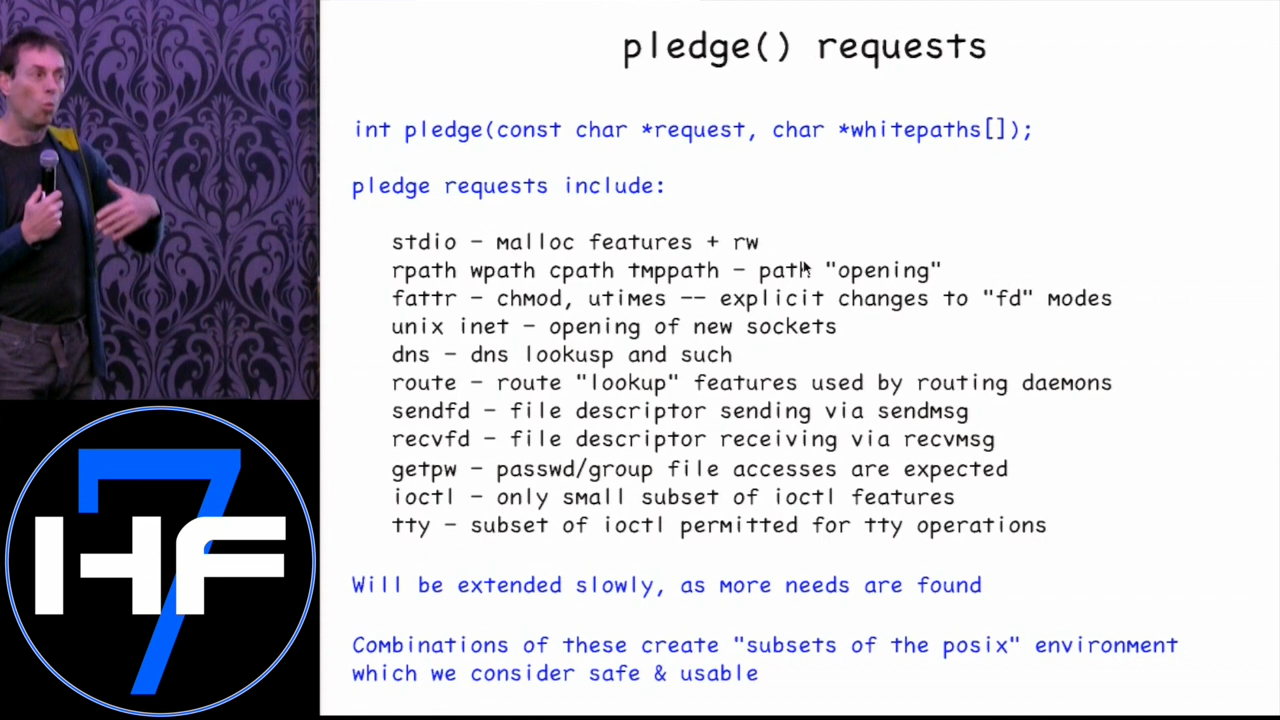 pledge() requests
int pledge(const char *request, char *whitepaths[]);
pledge requests include:
stdio - malloc features + rw
rpath wpath cpath tmppath - path "opening"
fattr - chmod, utimes -- explicit changes to "fd" modes
unix inet - opening of new sockets
dns - dns lookusp and such
route - route "lookup" features used by routing daemons
sendfd - file descriptor sending via sendmsg
recvfd - file descriptor receiving via recvmsg
getpw - passwd/group file accesses are expected
ioctl - only small subset of ioctl features
tty - subset of ioctl permitted for tty operations
Will be extended slowly, as more needs are found
Combinations of these create "subsets of the posix" environment
which we consider safe & usable
7
HF